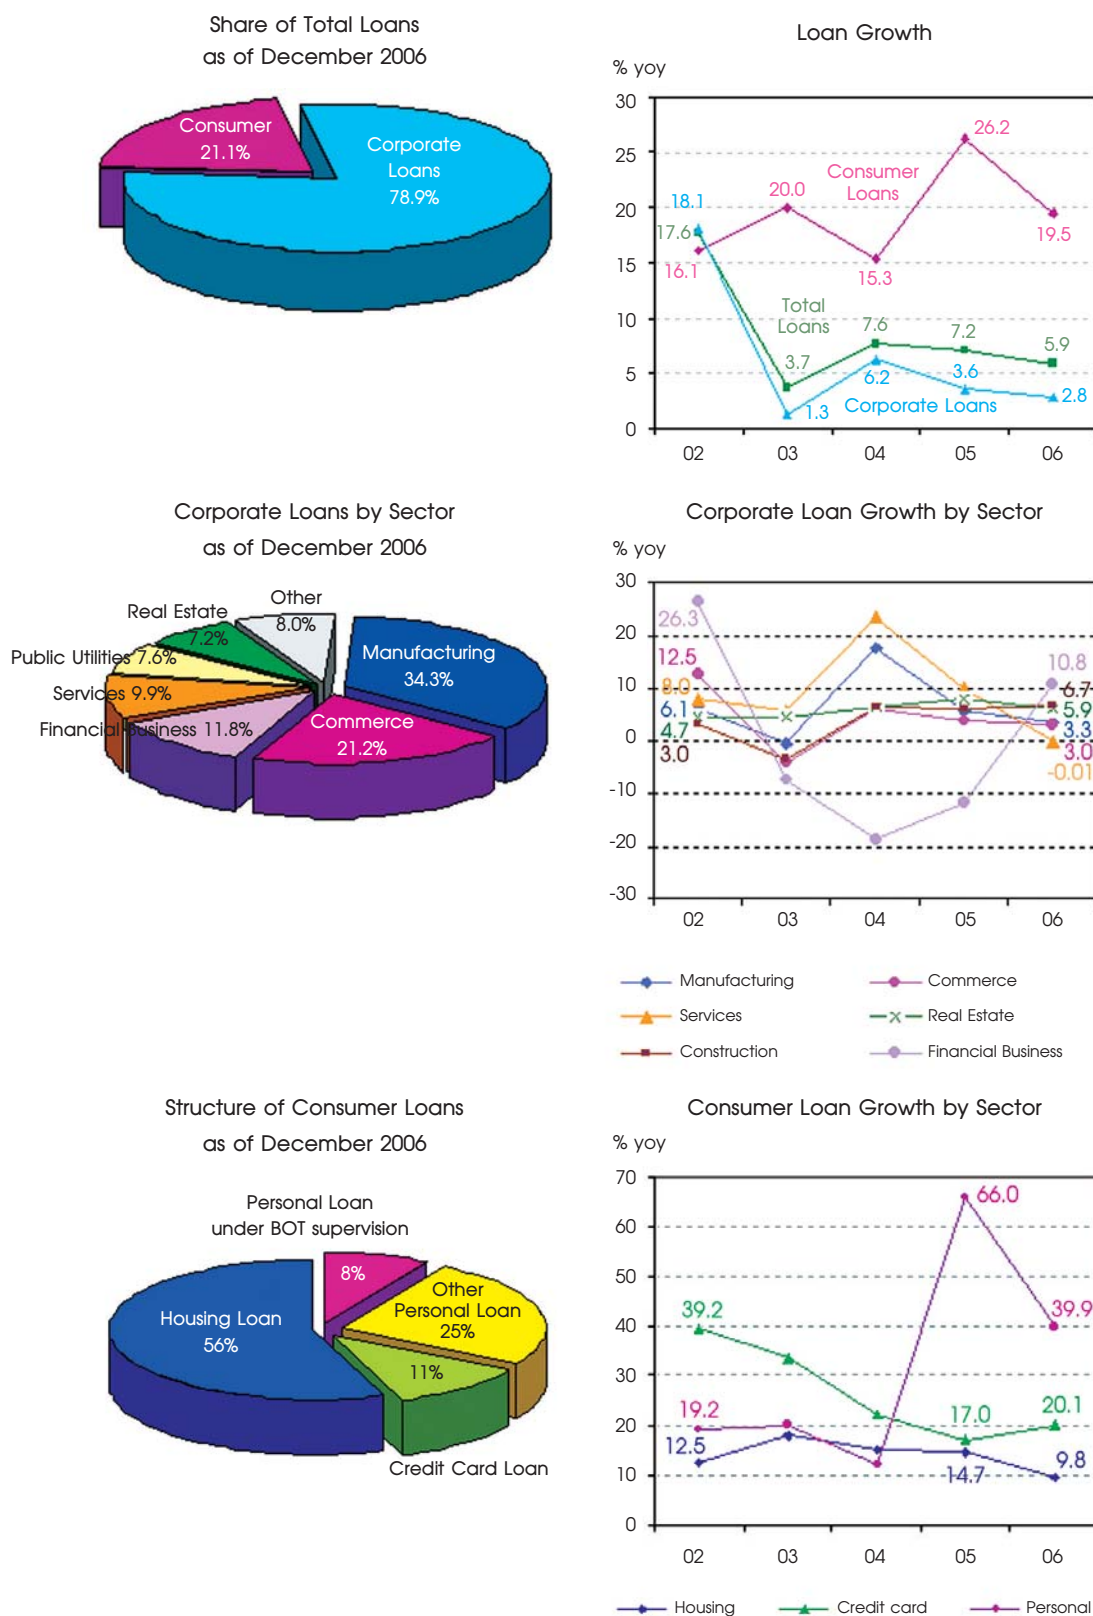 Share of Total Loans
as of December 2006
Consumer
21.1%
Corporate
Loans
78.9%
Loan Growth
% yoy
30
25
20
15
10
5
0
18.1
17.6
16.1
20.0
Consumer
Loans
26.2
15.3
19.5
Total
Loans
3.7
7.6
7.2
5.9
1.3
6.2
3.6
2.8
Corporate Loans
02 03 04 05 06
Corporate Loans by Sector
as of December 2006
Other
8.0%
Real Estate
7.2%
Public Utilities 7.6%
Services 9.9%
Financial Business 11.8%
Manufacturing
34.3%
Commerce
21.2%
Corporate Loan Growth by Sector
% yoy
30
20
10
0
-10
-20
-30
26.3
12.5
8.0
6.1
4.7
3.0
10.8
6.7
5.9
3.3
3.0
-0.01
02 03 04 05 06
Manufacturing Commerce
Services Real Estate
Construction Financial Business
Structure of Consumer Loans
as of December 2006
Personal Loan
under BOT supervision
8%
Housing Loan
56%
Other
Personal Loan
25%
11%
Credit Card Loan
Consumer Loan Growth by Sector
% yoy
70
60
50
40
30
20
10
0
39.2
19.2
12.5
66.0
39.9
17.0
20.1
14.7
9.8
02 03 04 05 06
Housing Credit card Personal